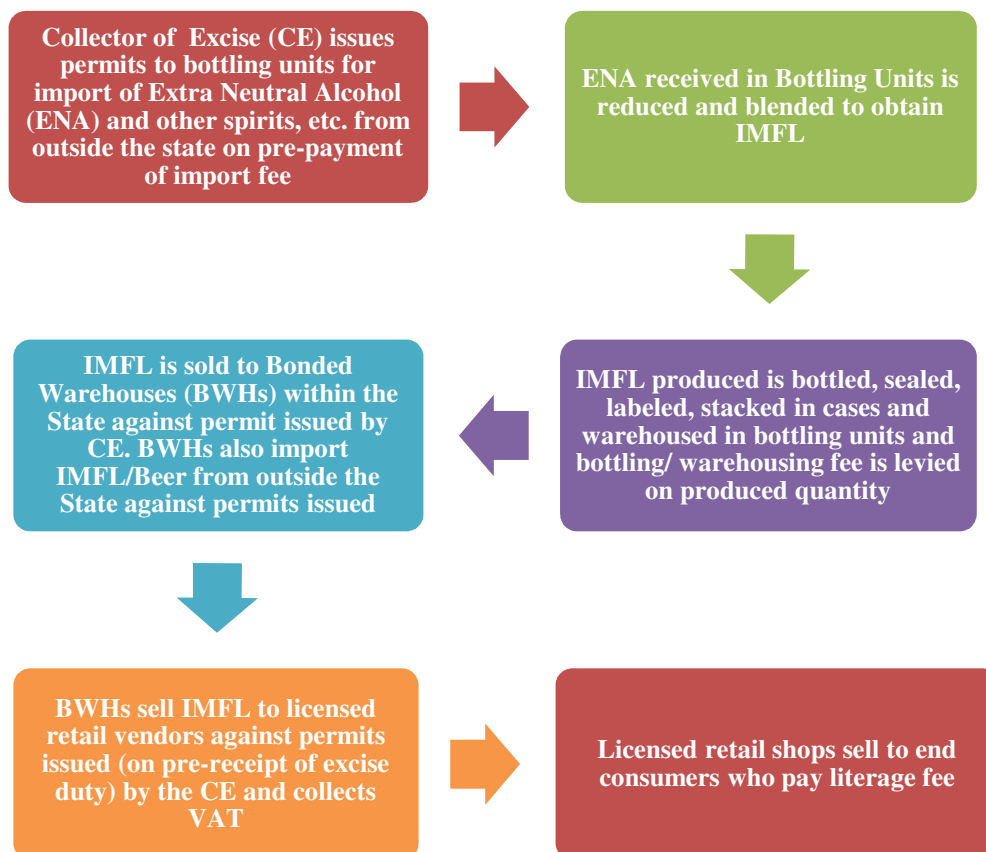 Collector of Excise (CE) issues
permits to bottling units for
import of Extra Neutral Alcohol
(ENA) and other spirits, etc. from
outside the state on pre-payment
of import fee
ENA received in Bottling Units is
reduced and blended to obtain
IMFL
IMFL produced is bottled, sealed,
labeled, stacked in cases and
warehoused in bottling units and
bottling/ warehousing fee is levied
on produced quantity
IMFL is sold to Bonded
Warehouses (BWHs) within the
State against permit issued by
CE. BWHs also import
IMFL/Beer from outside the
State against permits issued
BWHs sell IMFL to licensed
retail vendors against permits
issued (on pre-receipt of excise
duty) by the CE and collects
VAT
Licensed retail shops sell to end
consumers who pay literage fee